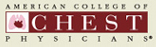 AMERICAN COLLEGE OF
CHEST
PHYSICIANS®